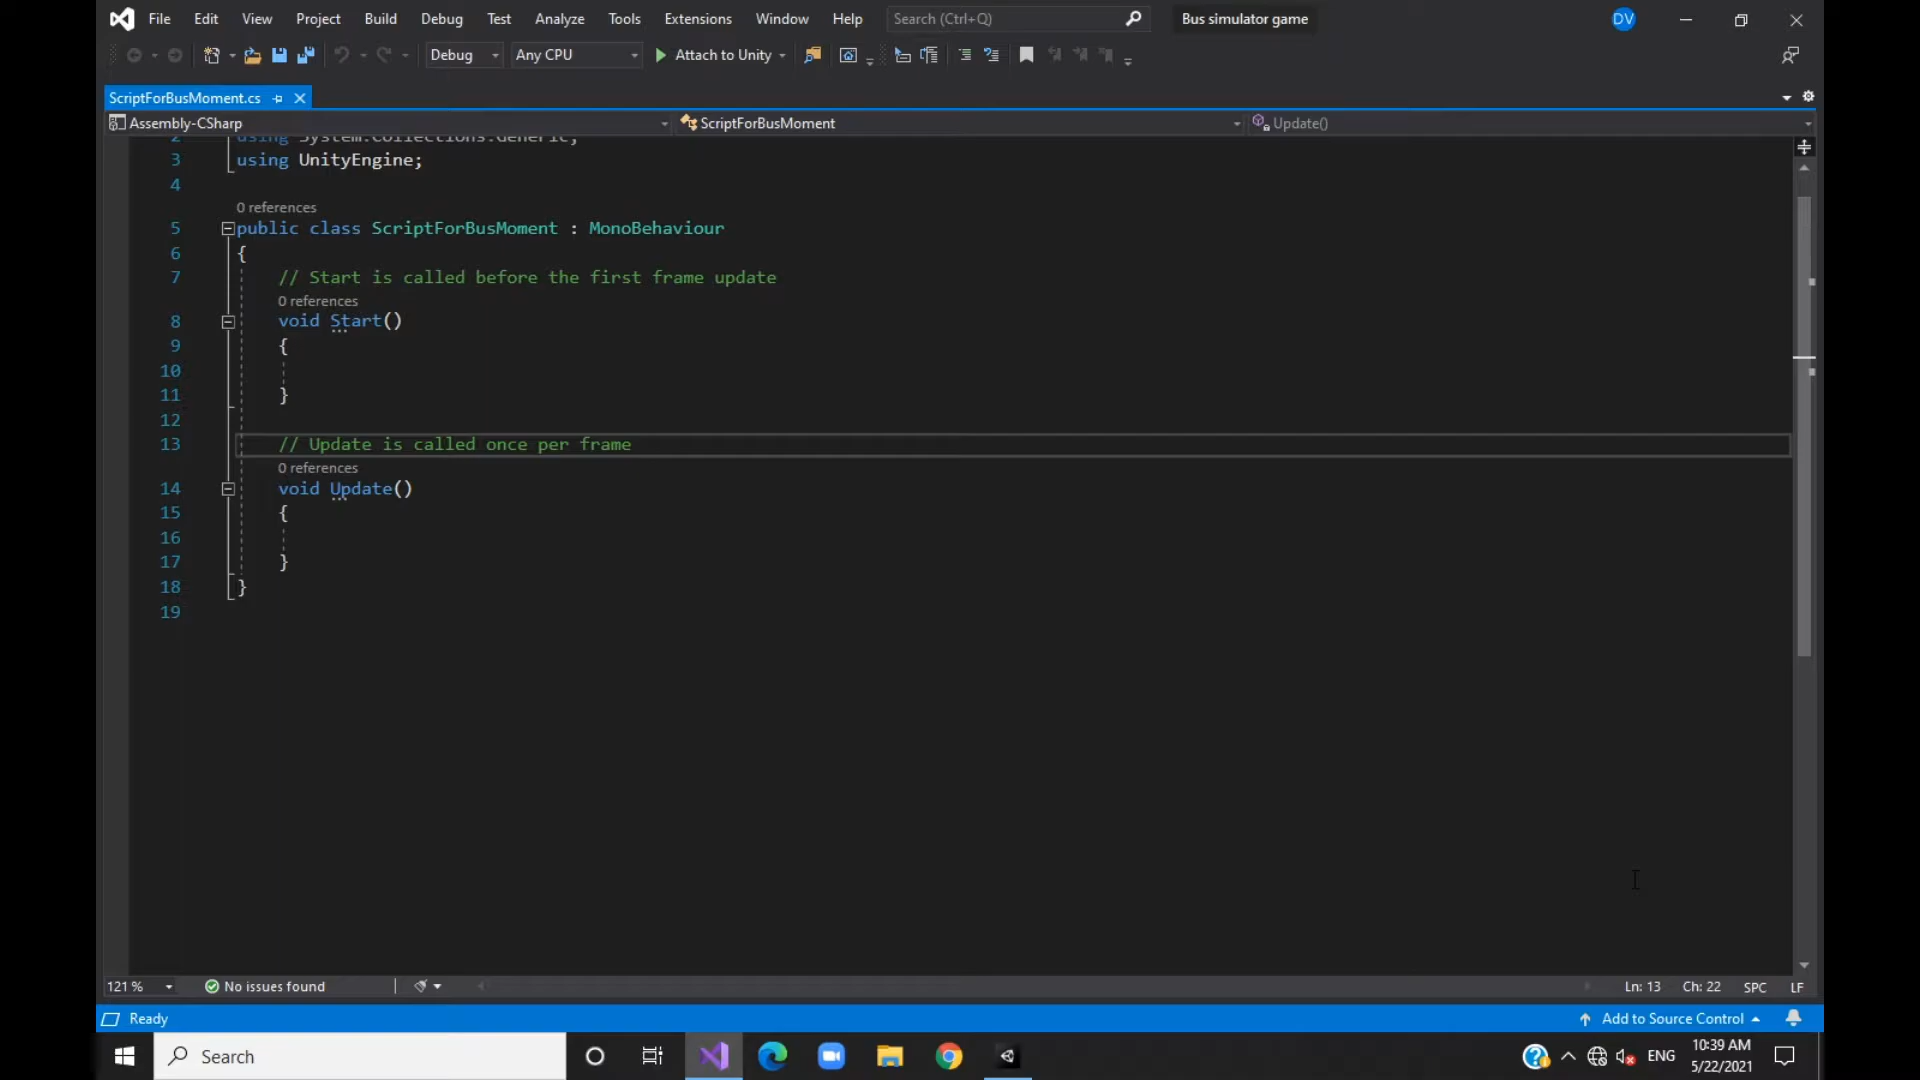 File Edit View Project Build Debug Test Analyze Tools Extensions Window Help Search (Ctrl+Q) Bus simulator game DV
Debug Any CPU Attach to Unity
ScriptForBusMoment.cs
Assembly-CSharp ScriptForBusMoment Update()
2 using System.Collections.Generic;
3 using UnityEngine;
4
0 references
5 public class ScriptForBusMoment : MonoBehaviour
6 {
7 // Start is called before the first frame update
0 references
8 void Start()
9 {
10
11 }
12
13 // Update is called once per frame
0 references
14 void Update()
15 {
16
17 }
18 }
19
121 % No issues found Ln: 13 Ch: 22 SPC LF
Ready Add to Source Control
Search ENG 10:39 AM
5/22/2021